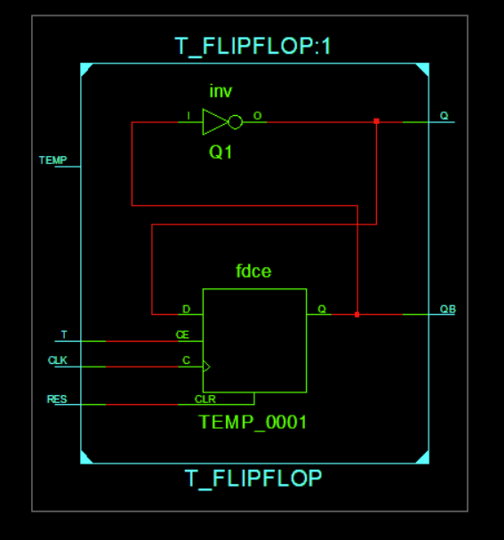 T_FLIPFLOP:1
inv
I O Q
Q1
TEMP
fdce
D Q QB
T CE
CLK C
RES CLR
TEMP_0001
T_FLIPFLOP